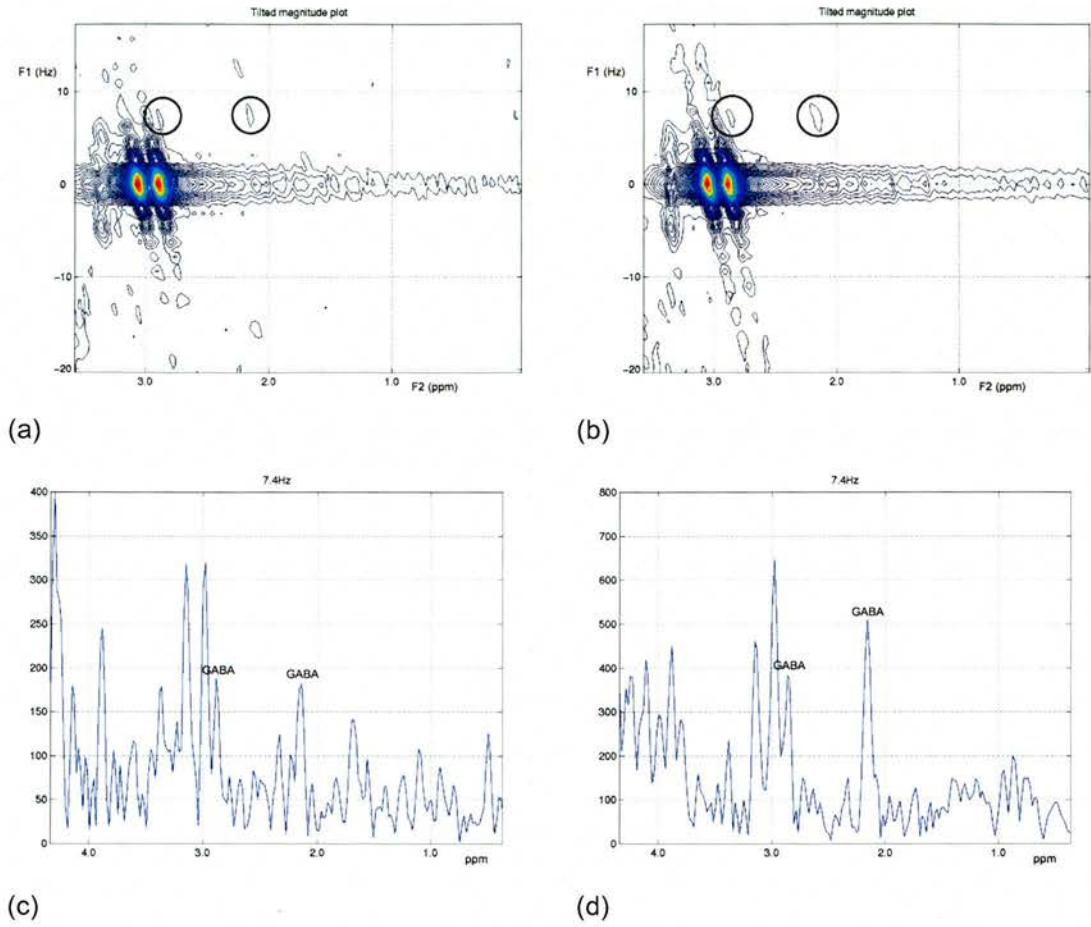 Tilted magnitude plot
F1 (Hz)
10
0
−10
−20
3.0 2.0 1.0
F2 (ppm)
(a)
Tilted magnitude plot
F1 (Hz)
10
0
−10
−20
3.0 2.0 1.0
F2 (ppm)
(b)
7.4Hz
400
350
300
250
200
GABA GABA
150
100
50
0
4.0 3.0 2.0 1.0 ppm
(c)
7.4Hz
800
700
600
GABA
500
400
GABA
300
200
100
0
4.0 3.0 2.0 1.0 ppm
(d)